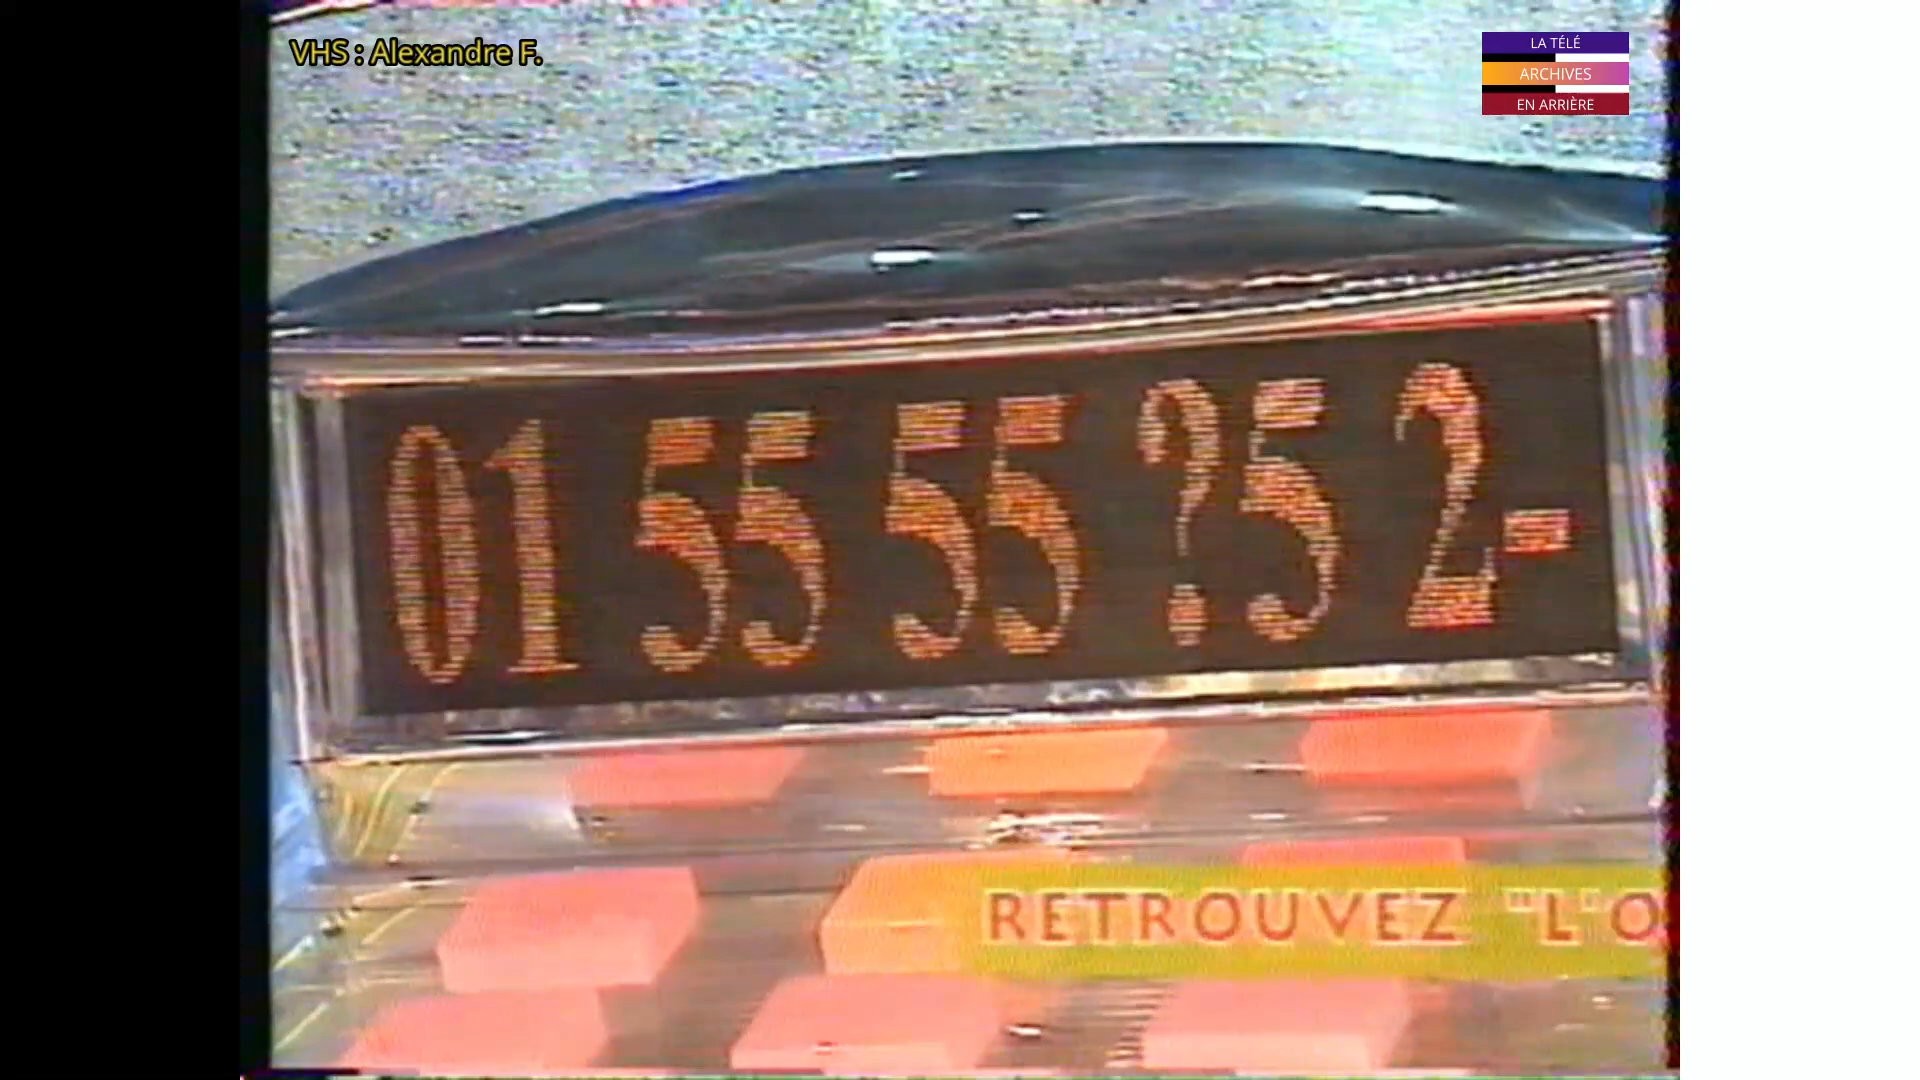 VHS : Alexandre F.
LA TÉLÉ
ARCHIVES
EN ARRIÈRE
01 55 55 ?5 2-
RETROUVEZ "L'O